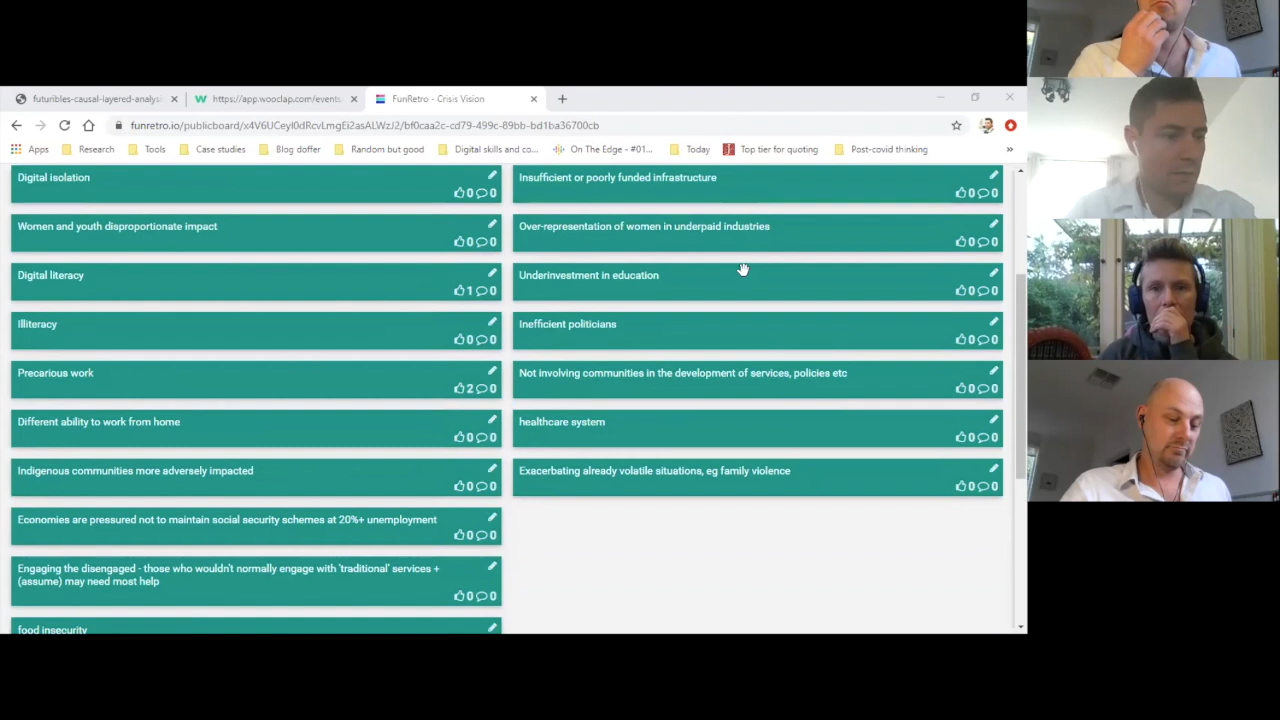 futuribles-causal-layered-analysi
https://app.wooclap.com/events
FunRetro - Crisis Vision
funretro.io/publicboard/x4V6UCeyI0dRcvLmgEi2asALWzJ2/bf0caa2c-cd79-499c-89bb-bd1ba36700cb
Apps
Research
Tools
Case studies
Blog doffer
Random but good
Digital skills and co...
On The Edge - #01...
Today
Top tier for quoting
Post-covid thinking
»
Digital isolation
0 0
Women and youth disproportionate impact
0 0
Digital literacy
1 0
Illiteracy
0 0
Precarious work
2 0
Different ability to work from home
0 0
Indigenous communities more adversely impacted
0 0
Economies are pressured not to maintain social security schemes at 20%+ unemployment
0 0
Engaging the disengaged - those who wouldn't normally engage with 'traditional' services +
(assume) may need most help
0 0
food insecurity
Insufficient or poorly funded infrastructure
0 0
Over-representation of women in underpaid industries
0 0
Underinvestment in education
0 0
Inefficient politicians
0 0
Not involving communities in the development of services, policies etc
0 0
healthcare system
0 0
Exacerbating already volatile situations, eg family violence
0 0